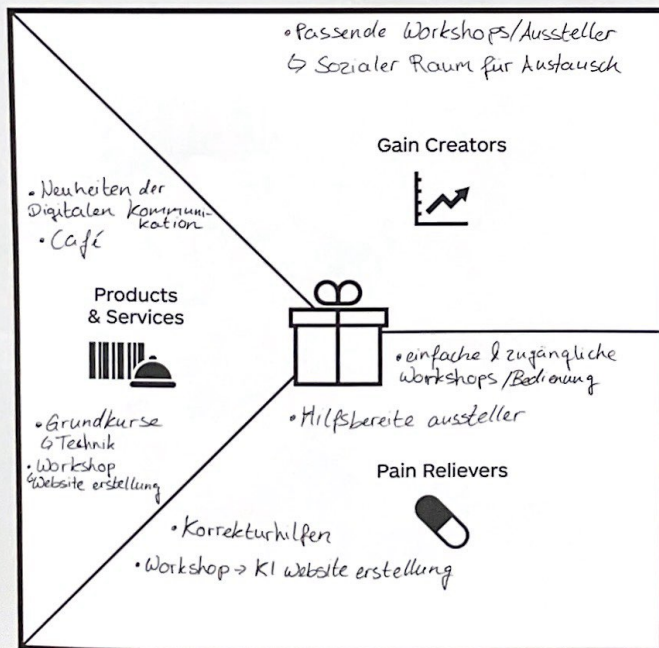 • Passende Workshops/Aussteller
↳ Sozialer Raum für Austausch
Gain Creators
• Neuheiten der
Digitalen Kommuni-
kation
• Café
Products
& Services
• Grundkurse
↳ Technik
• Workshop
↳ Website erstellung
• einfache & zugängliche
Workshops/Bedienung
• Hilfsbereite aussteller
Pain Relievers
• Korrekturhilfen
• Workshop → KI website erstellung